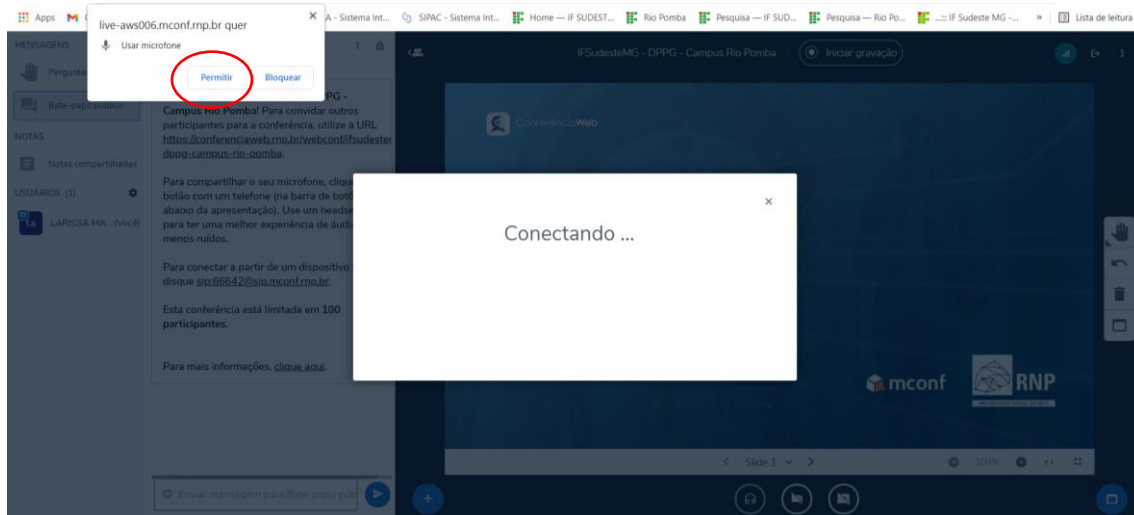 Apps
A - Sistema Int...
SIPAC - Sistema Int...
Home — IF SUDEST...
Rio Pomba
Pesquisa — IF SUD...
Pesquisa — Rio Po...
...:: IF Sudeste MG -...
»
Lista de leitura
live-aws006.mconf.rnp.br quer
Usar microfone
Permitir
Bloquear
MENSAGENS
Pergunta
Bate-papo público
NOTAS
Notas compartilhadas
USUÁRIOS (1)
La
LARISSA MA... (Você)
PG -
Campus Rio Pomba! Para convidar outros
participantes para a conferência, utilize a URL
https://conferenciaweb.rnp.br/webconf/ifsudester
dppg-campus-rio-pomba.
Para compartilhar o seu microfone, clique
botão com um telefone (na barra de botõ
abaixo da apresentação). Use um headse
para ter uma melhor experiência de áudi
menos ruídos.
Para conectar a partir de um dispositivo
disque sip:66642@sip.mconf.rnp.br.
Esta conferência está limitada em 100
participantes.
Para mais informações, clique aqui.
Enviar mensagem para Bate-papo púb
IFSudesteMG - DPPG - Campus Rio Pomba
Iniciar gravação
ConferênciaWeb
Conectando ...
mconf
RNP
Slide 1
100%